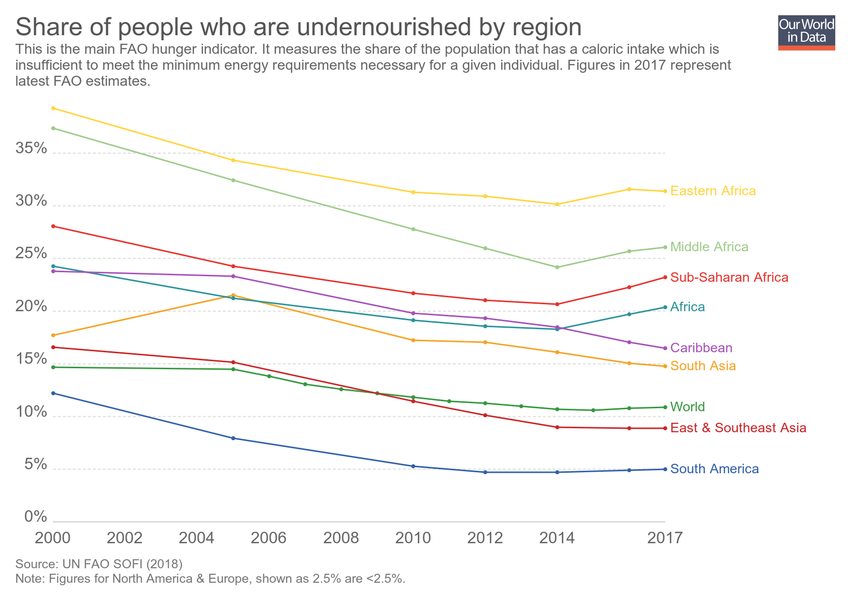 Share of people who are undernourished by region
Our World
in Data
This is the main FAO hunger indicator. It measures the share of the population that has a caloric intake which is
insufficient to meet the minimum energy requirements necessary for a given individual. Figures in 2017 represent
latest FAO estimates.
35%
30%
25%
20%
15%
10%
5%
0%
Eastern Africa
Middle Africa
Sub-Saharan Africa
Africa
Caribbean
South Asia
World
East & Southeast Asia
South America
2000 2002 2004 2006 2008 2010 2012 2014 2017
Source: UN FAO SOFI (2018)
Note: Figures for North America & Europe, shown as 2.5% are <2.5%.